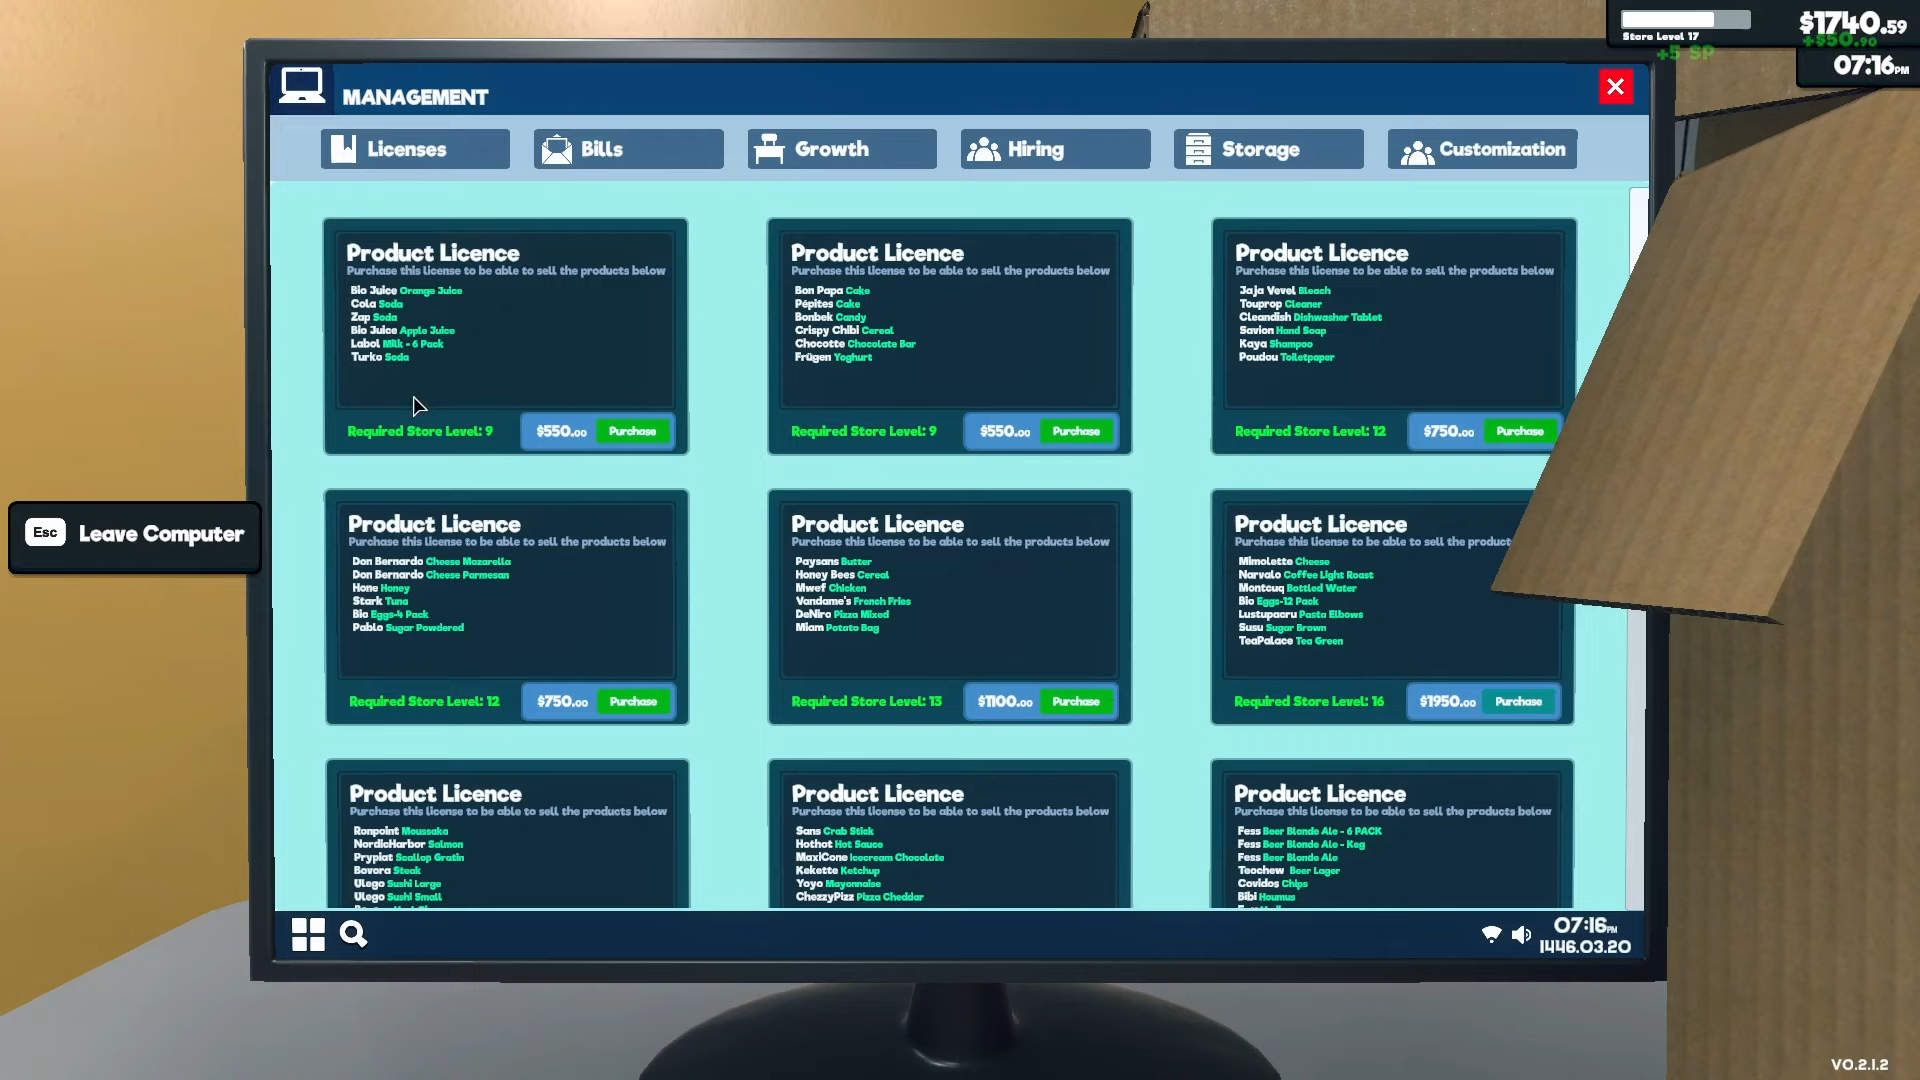 $1740.59
Store Level 17
+$50.90
+5 SP
07:16PM
MANAGEMENT
Licenses
Bills
Growth
Hiring
Storage
Customization
Product Licence
Purchase this license to be able to sell the products below
Bio Juice Orange Juice
Cola Soda
Zap Soda
Bio Juice Apple Juice
Labol Milk - 6 Pack
Turko Soda
Required Store Level: 9
$550.00
Purchase
Product Licence
Purchase this license to be able to sell the products below
Bon Papa Cake
Pépites Cake
Bonbek Candy
Crispy Chibi Cereal
Chocotte Chocolate Bar
Frügen Yoghurt
Required Store Level: 9
$550.00
Purchase
Product Licence
Purchase this license to be able to sell the products below
Jaja Vevel Bleach
Touprop Cleaner
Cleandish Dishwasher Tablet
Savion Hand Soap
Kaya Shampoo
Poudou Toiletpaper
Required Store Level: 12
$750.00
Purchase
Esc Leave Computer
Product Licence
Purchase this license to be able to sell the products below
Don Bernardo Cheese Mozarella
Don Bernardo Cheese Parmesan
Hone Honey
Stark Tuna
Bio Eggs-4 Pack
Pablo Sugar Powdered
Required Store Level: 12
$750.00
Purchase
Product Licence
Purchase this license to be able to sell the products below
Paysans Butter
Honey Bees Cereal
Mwef Chicken
Vandame's French Fries
DeNiro Pizza Mixed
Miam Potato Bag
Required Store Level: 13
$1100.00
Purchase
Product Licence
Purchase this license to be able to sell the product
Mimolette Cheese
Narvalo Coffee Light Roast
Montcuq Bottled Water
Bio Eggs-12 Pack
Lustupacru Pasta Elbows
Susu Sugar Brown
TeaPalace Tea Green
Required Store Level: 16
$1950.00
Purchase
Product Licence
Purchase this license to be able to sell the products below
Ronpoint Moussaka
NordicHarbor Salmon
Prypiat Scallop Gratin
Bovora Steak
Ulego Sushi Large
Ulego Sushi Small
Product Licence
Purchase this license to be able to sell the products below
Sans Crab Stick
Hothot Hot Sauce
MaxiCone Icecream Chocolate
Kekette Ketchup
Yoyo Mayonnaise
ChezzyPizz Pizza Cheddar
Product Licence
Purchase this license to be able to sell the products below
Fess Beer Blonde Ale - 6 PACK
Fess Beer Blonde Ale - Keg
Fess Beer Blonde Ale
Teochew Beer Lager
Covidos Chips
Bibi Houmus
07:16PM
1446.03.20
V0.2.1.2